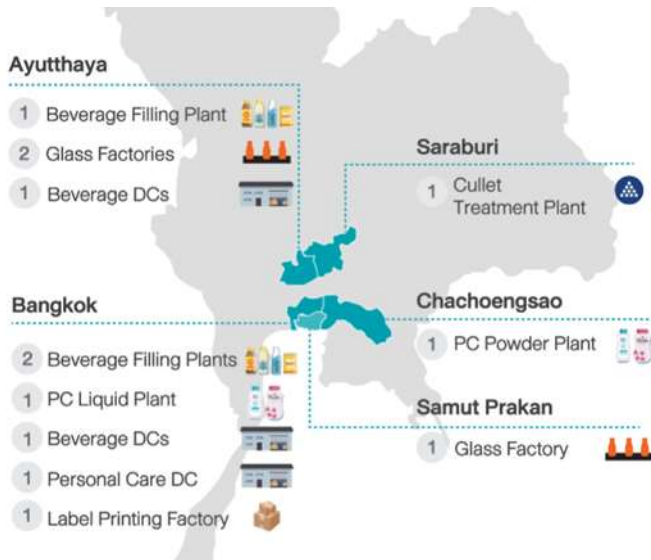 Ayutthaya
1 Beverage Filling Plant
2 Glass Factories
1 Beverage DCs
Saraburi
1 Cullet
Treatment Plant
Bangkok
2 Beverage Filling Plants
1 PC Liquid Plant
1 Beverage DCs
1 Personal Care DC
1 Label Printing Factory
Chachoengsao
1 PC Powder Plant
Samut Prakan
1 Glass Factory